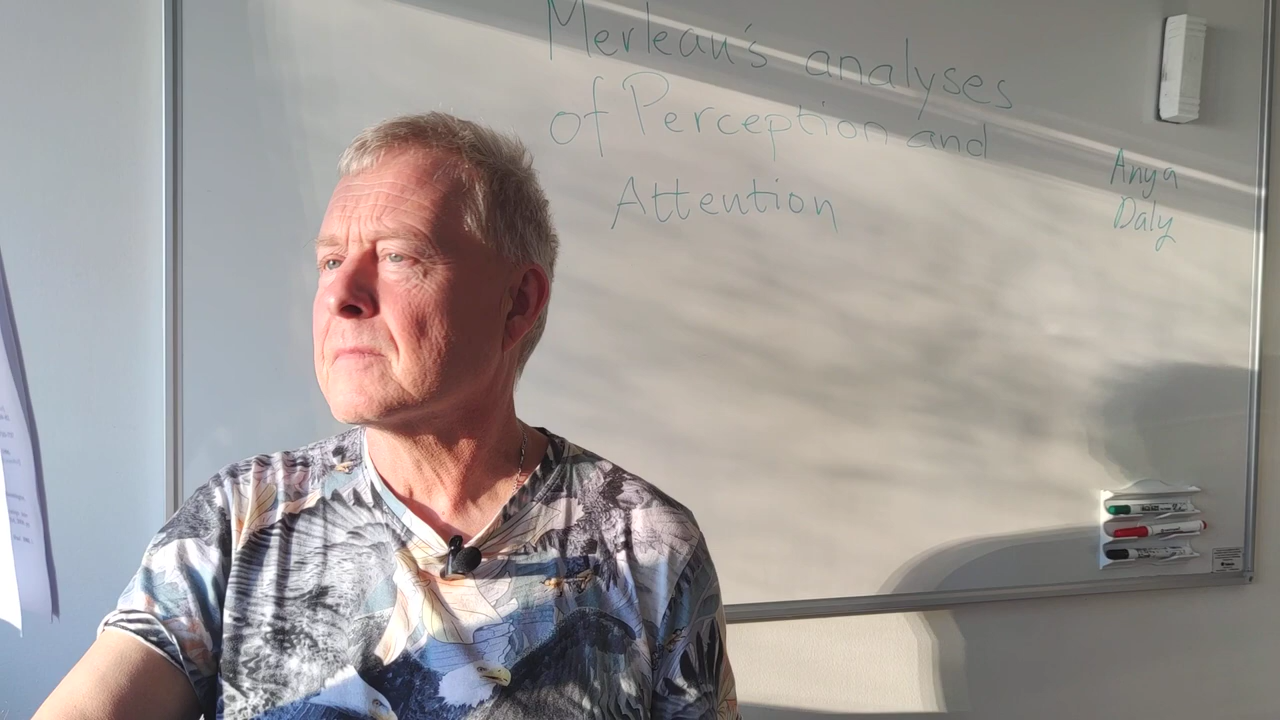 Merleau's analyses
of Perception and
Attention
Anya
Daly